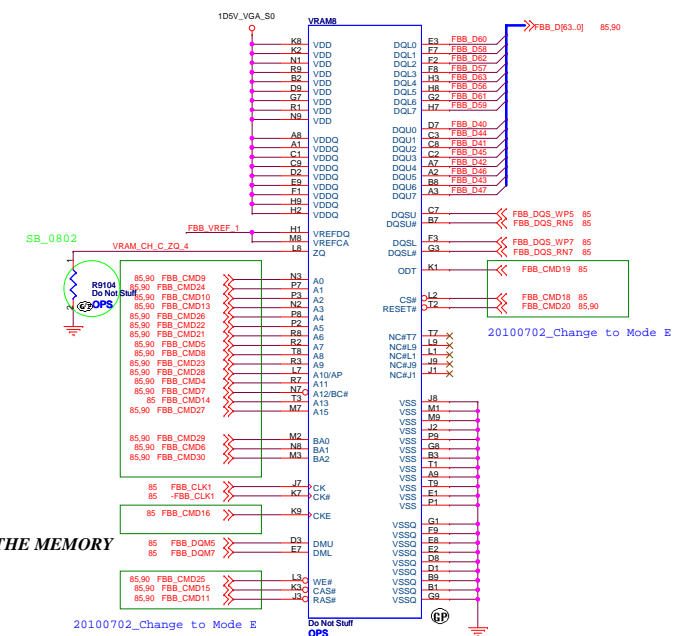 1D5V_VGA_S0
VRAM8
FBB_D[63..0] 85,90
K8 VDD DQL0 E3 FBB_D60
K2 VDD DQL1 F7 FBB_D58
N1 VDD DQL2 F2 FBB_D62
R9 VDD DQL3 F8 FBB_D57
B2 VDD DQL4 H3 FBB_D63
D9 VDD DQL5 H8 FBB_D56
G7 VDD DQL6 G2 FBB_D61
R1 VDD DQL7 H7 FBB_D59
N9 VDD
DQU0 D7 FBB_D40
A8 VDDQ DQU1 C3 FBB_D44
A1 VDDQ DQU2 C8 FBB_D41
C1 VDDQ DQU3 C2 FBB_D45
C9 VDDQ DQU4 A7 FBB_D42
D2 VDDQ DQU5 A2 FBB_D46
E9 VDDQ DQU6 B8 FBB_D43
F1 VDDQ DQU7 A3 FBB_D47
H9 VDDQ
H2 VDDQ DQSU C7 FBB_DQS_WP5 85
DQSU# B7 FBB_DQS_RN5 85
FBB_VREF_1 H1 VREFDQ
M8 VREFCA DQSL F3 FBB_DQS_WP7 85
SB_0802 VRAM_CH_C_ZQ_4 L8 ZQ DQSL# G3 FBB_DQS_RN7 85
1
R9104
Do Not Stuff
GP OPS
2
ODT K1 FBB_CMD19 85
85,90 FBB_CMD9 N3 A0
85,90 FBB_CMD24 P7 A1
85,90 FBB_CMD10 P3 A2 CS# L2 FBB_CMD18 85
85,90 FBB_CMD13 N2 A3 RESET# T2 FBB_CMD20 85,90
85,90 FBB_CMD26 P8 A4
85,90 FBB_CMD22 P2 A5
20100702_Change to Mode E
85,90 FBB_CMD21 R8 A6 NC#T7 T7
85,90 FBB_CMD5 R2 A7 NC#L9 L9
85,90 FBB_CMD8 T8 A8 NC#L1 L1
85,90 FBB_CMD23 R3 A9 NC#J9 J9
85,90 FBB_CMD28 L7 A10/AP NC#J1 J1
85,90 FBB_CMD4 R7 A11
85,90 FBB_CMD7 N7 A12/BC#
85 FBB_CMD14 T3 A13 VSS J8
85,90 FBB_CMD27 M7 A15 VSS M1
VSS M9
VSS J2
85,90 FBB_CMD29 M2 BA0 VSS P9
85,90 FBB_CMD6 N8 BA1 VSS G8
85,90 FBB_CMD30 M3 BA2 VSS B3
VSS T1
VSS A9
85 FBB_CLK1 J7 CK VSS T9
85 -FBB_CLK1 K7 CK# VSS E1
VSS P1
85 FBB_CMD16 K9 CKE
VSSQ G1
VSSQ F9
THE MEMORY
85 FBB_DQM5 D3 DMU VSSQ E8
85 FBB_DQM7 E7 DML VSSQ E2
VSSQ D8
VSSQ D1
85,90 FBB_CMD25 L3 WE# VSSQ B9
85,90 FBB_CMD15 K3 CAS# VSSQ B1
85,90 FBB_CMD11 J3 RAS# VSSQ G9
20100702_Change to Mode E
Do Not Stuff
OPS
GP